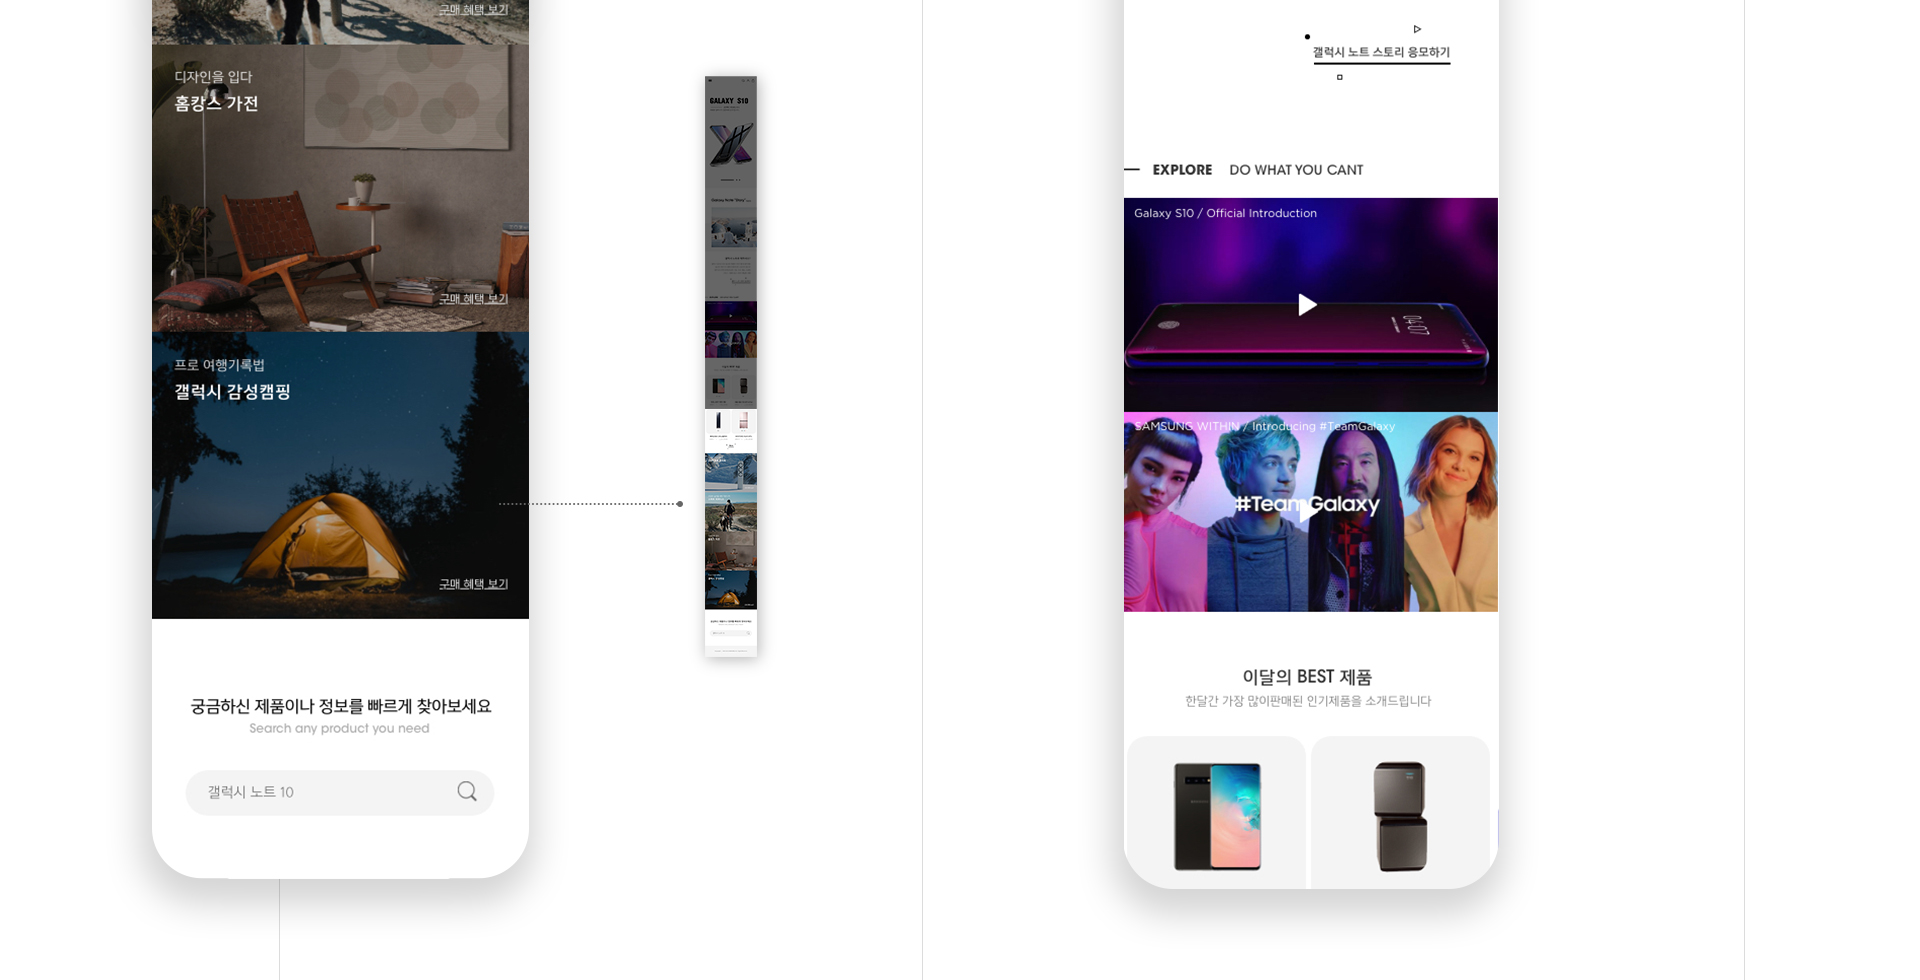 구매 혜택 보기
디자인을 입다
홈캉스 가전
구매 혜택 보기
프로 여행기록법
갤럭시 감성캠핑
구매 혜택 보기
궁금하신 제품이나 정보를 빠르게 찾아보세요
Search any product you need
갤럭시 노트 10
GALAXY S10
갤럭시 노트 스토리 응모하기
EXPLORE DO WHAT YOU CANT
Galaxy S10 / Official Introduction
04:07
SAMSUNG WITHIN / Introducing #TeamGalaxy
#TeamGalaxy
이달의 BEST 제품
한달간 가장 많이판매된 인기제품을 소개드립니다